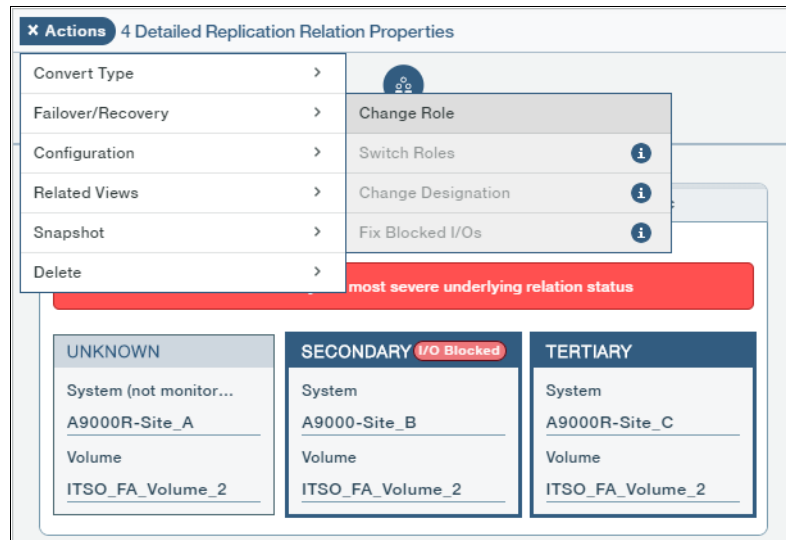 Actions 4 Detailed Replication Relation Properties
Convert Type
Failover/Recovery
Change Role
Configuration
Switch Roles
Related Views
Change Designation
Snapshot
Fix Blocked I/Os
Delete
most severe underlying relation status
UNKNOWN
System (not monitor...
A9000R-Site_A
Volume
ITSO_FA_Volume_2
SECONDARY I/O Blocked
System
A9000-Site_B
Volume
ITSO_FA_Volume_2
TERTIARY
System
A9000R-Site_C
Volume
ITSO_FA_Volume_2